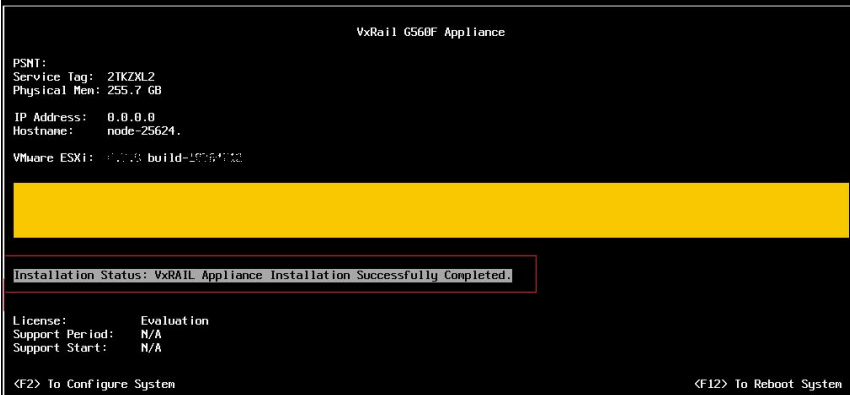 VxRail G560F Appliance
PSNT:
Service Tag: 2TKZXL2
Physical Mem: 255.7 GB
IP Address: 0.0.0.0
Hostname: node-25624.
VMware ESXi: build-
Installation Status: VxRAIL Appliance Installation Successfully Completed.
License: Evaluation
Support Period: N/A
Support Start: N/A
<F2> To Configure System <F12> To Reboot System